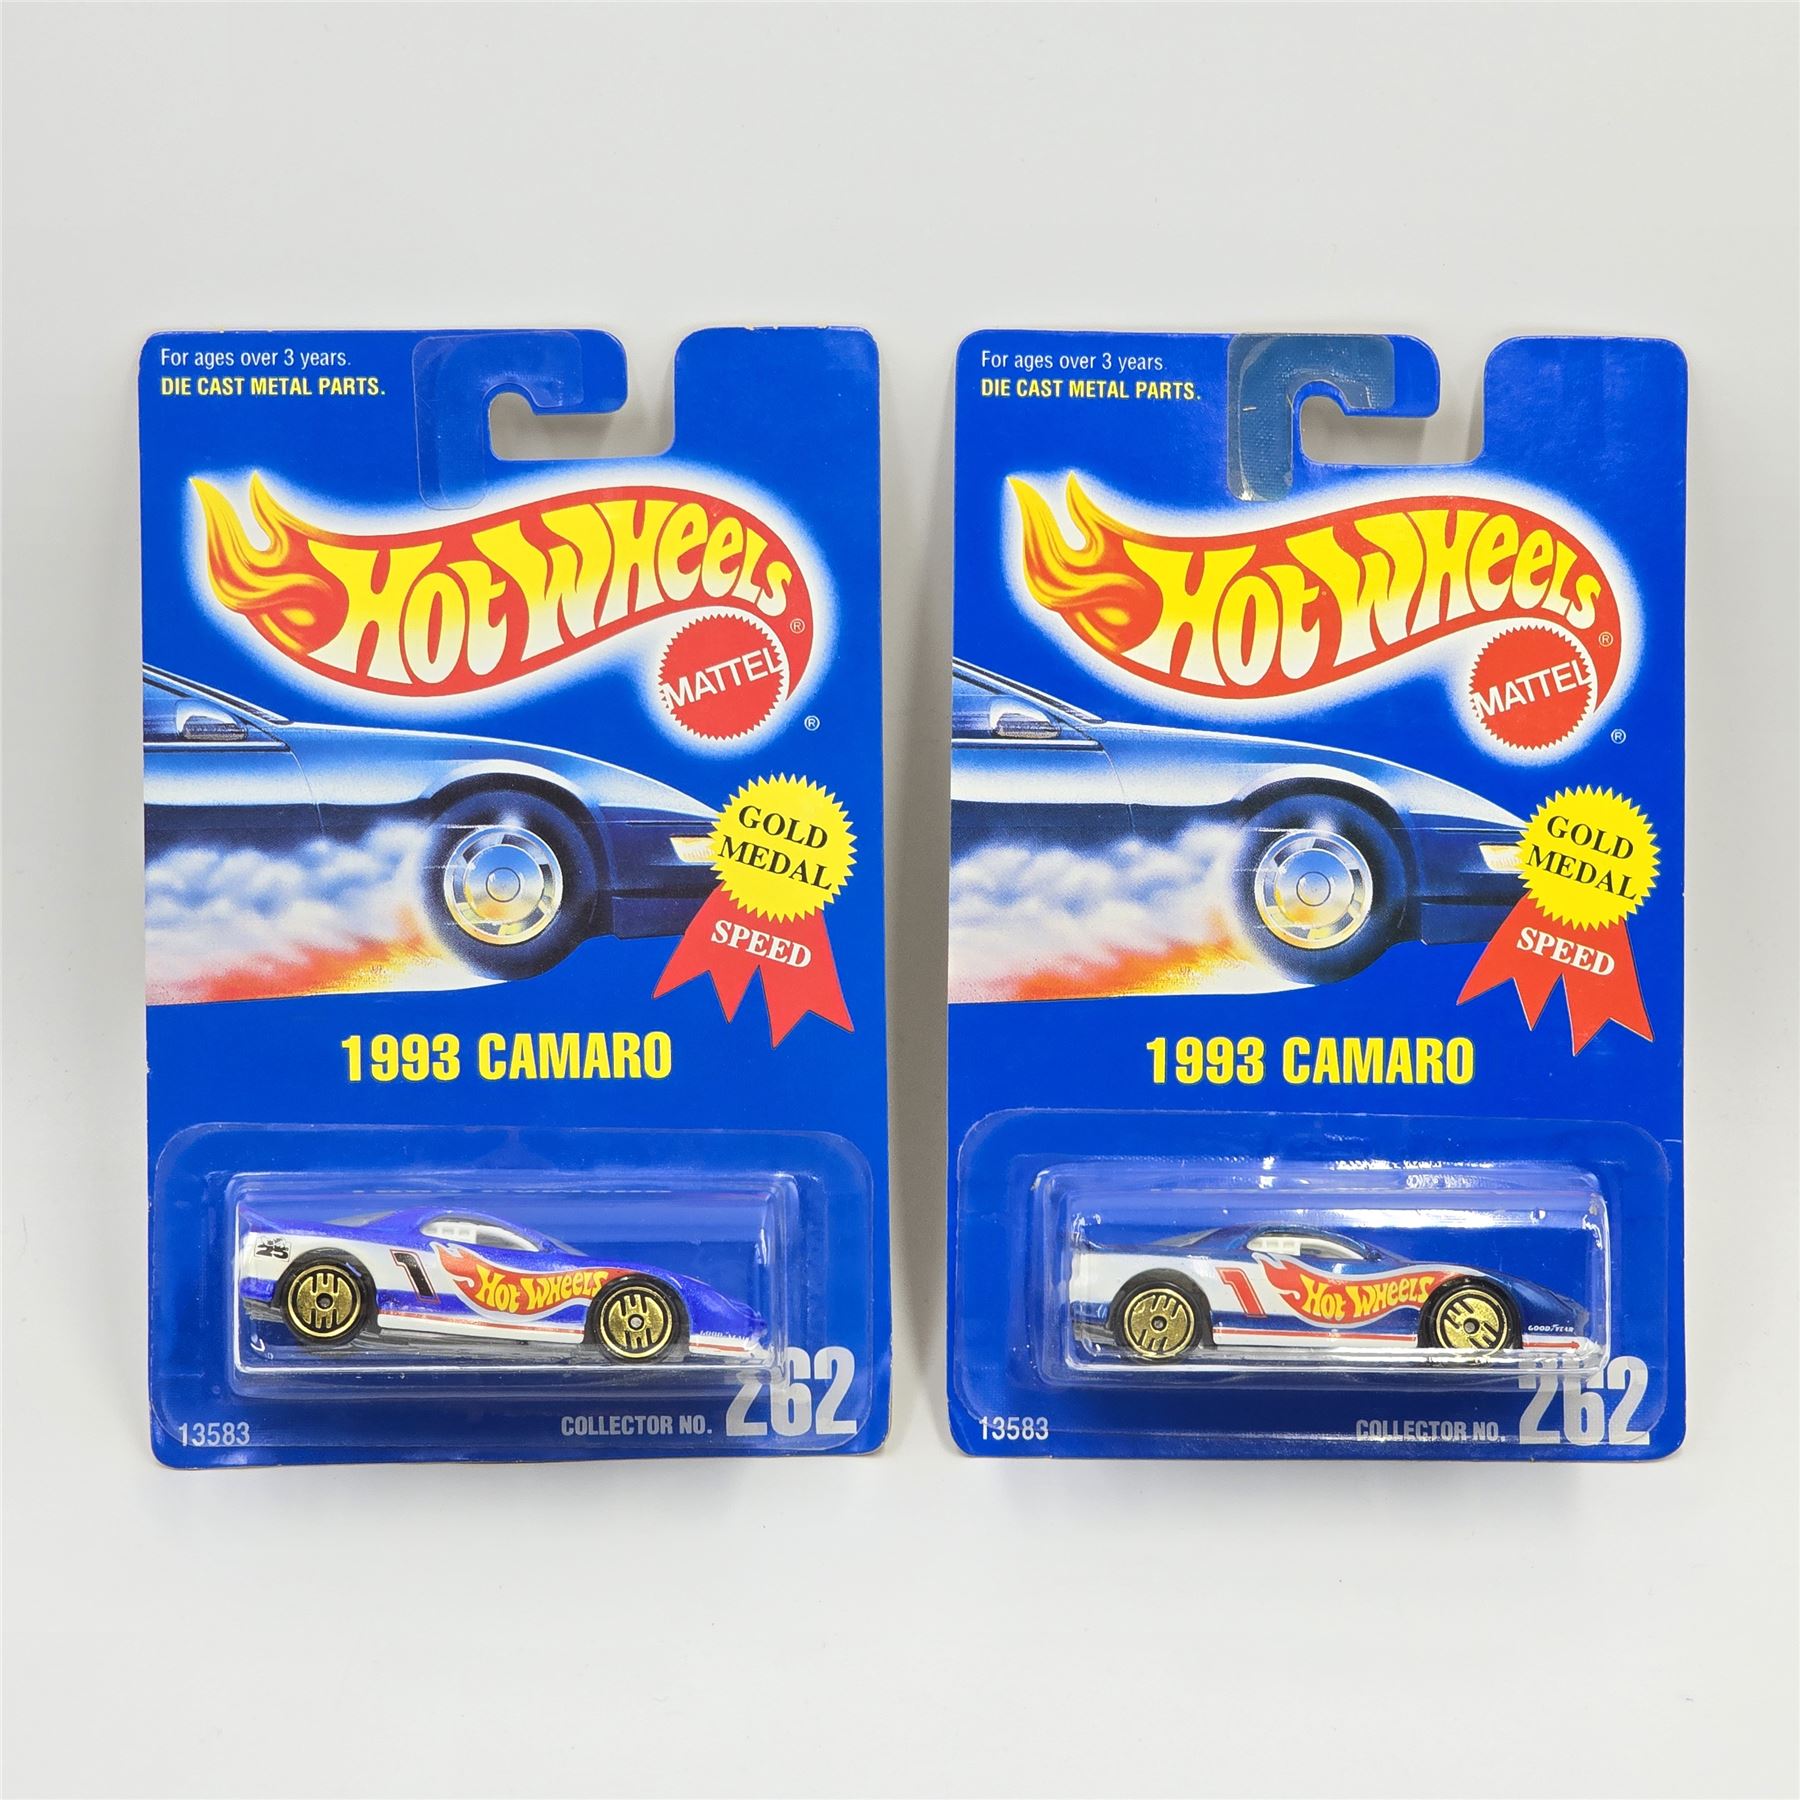 For ages over 3 years.
DIE CAST METAL PARTS.
HOT WHEELS ®
MATTEL
®
GOLD
MEDAL
SPEED
1993 CAMARO
25
1
HOT WHEELS
GOODYEAR
13583
COLLECTOR NO. 262
For ages over 3 years.
DIE CAST METAL PARTS.
HOT WHEELS ®
MATTEL
®
GOLD
MEDAL
SPEED
1993 CAMARO
1
HOT WHEELS
GOODYEAR
13583
COLLECTOR NO. 262